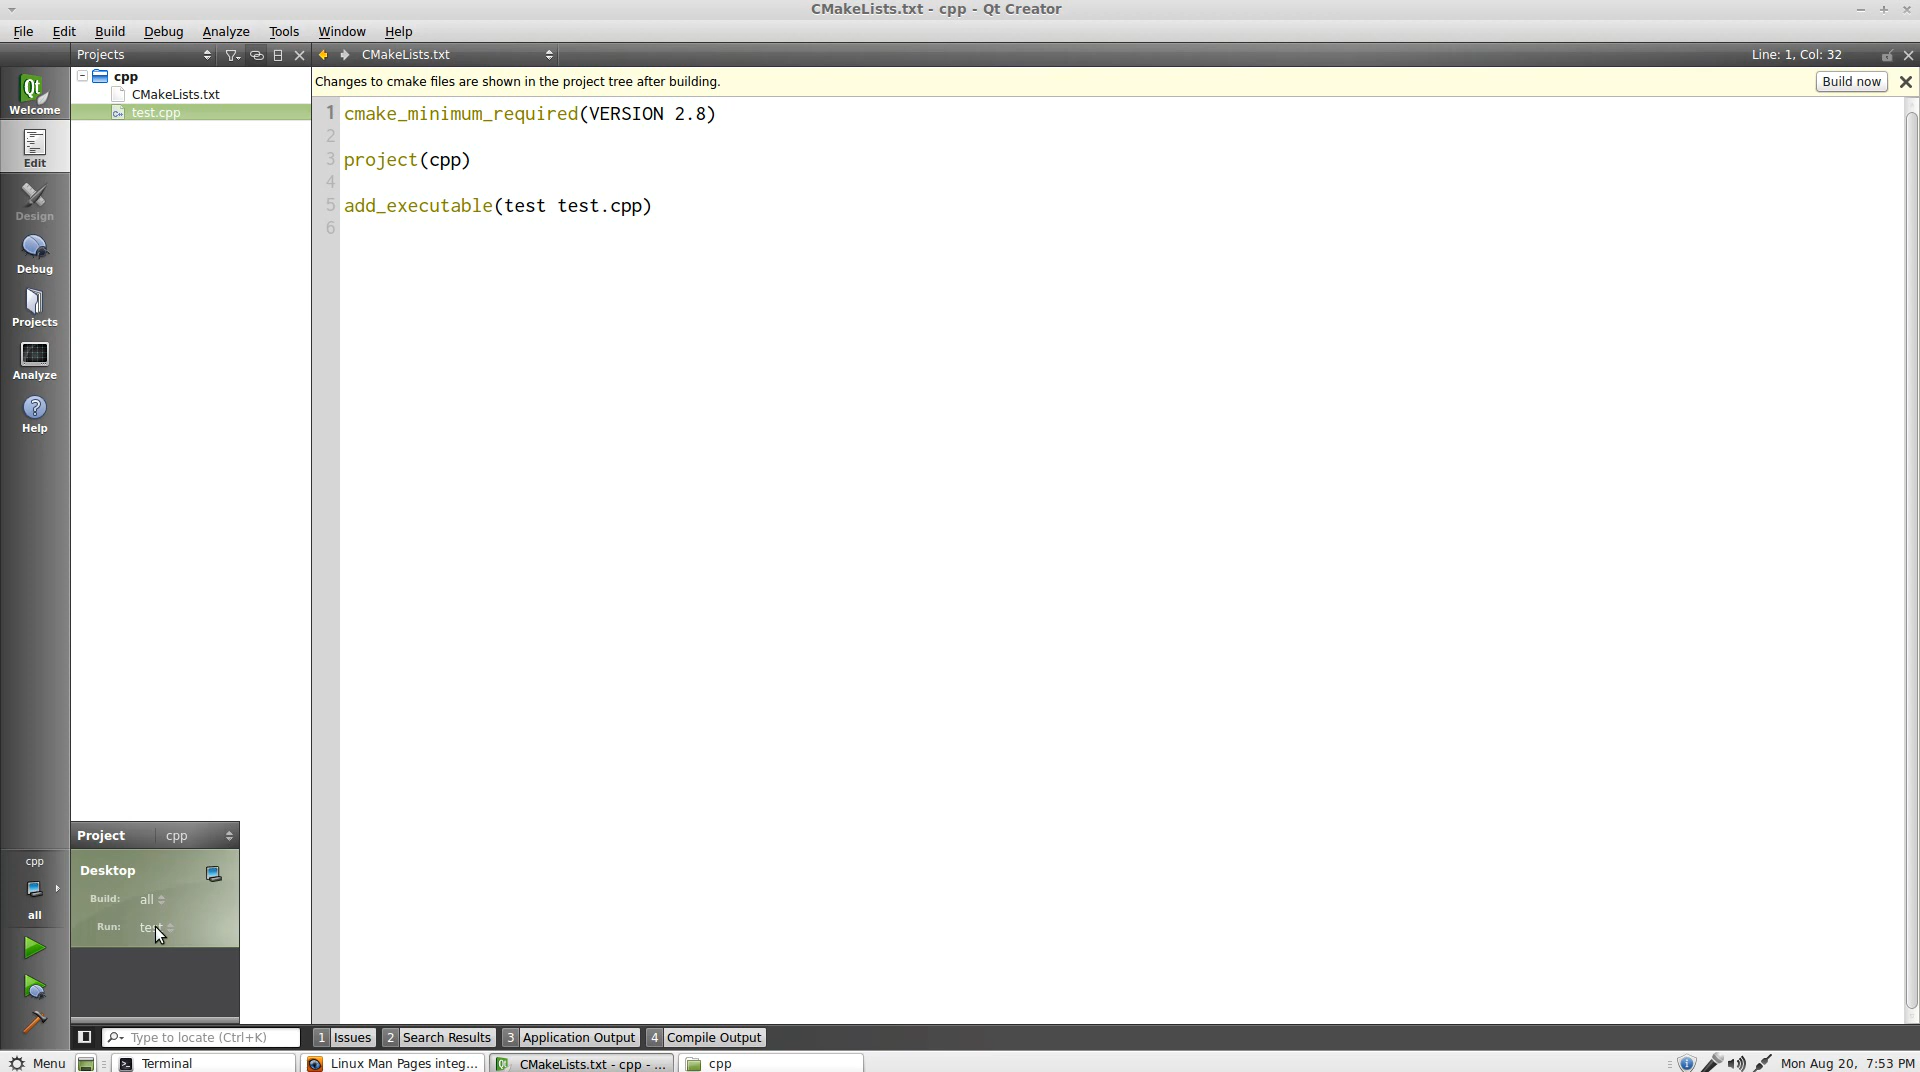 CMakeLists.txt - cpp - Qt Creator
File Edit Build Debug Analyze Tools Window Help
Projects
CMakeLists.txt
Line: 1, Col: 32
cpp
CMakeLists.txt
test.cpp
Qt
Welcome
Edit
Design
Debug
Projects
Analyze
Help
Changes to cmake files are shown in the project tree after building.
Build now
1 cmake_minimum_required(VERSION 2.8)
2
3 project(cpp)
4
5 add_executable(test test.cpp)
6
Project cpp
Desktop
Build: all
Run: test
cpp
all
Type to locate (Ctrl+K)
1 Issues 2 Search Results 3 Application Output 4 Compile Output
Menu Terminal Linux Man Pages integ... CMakeLists.txt - cpp - ... cpp Mon Aug 20, 7:53 PM